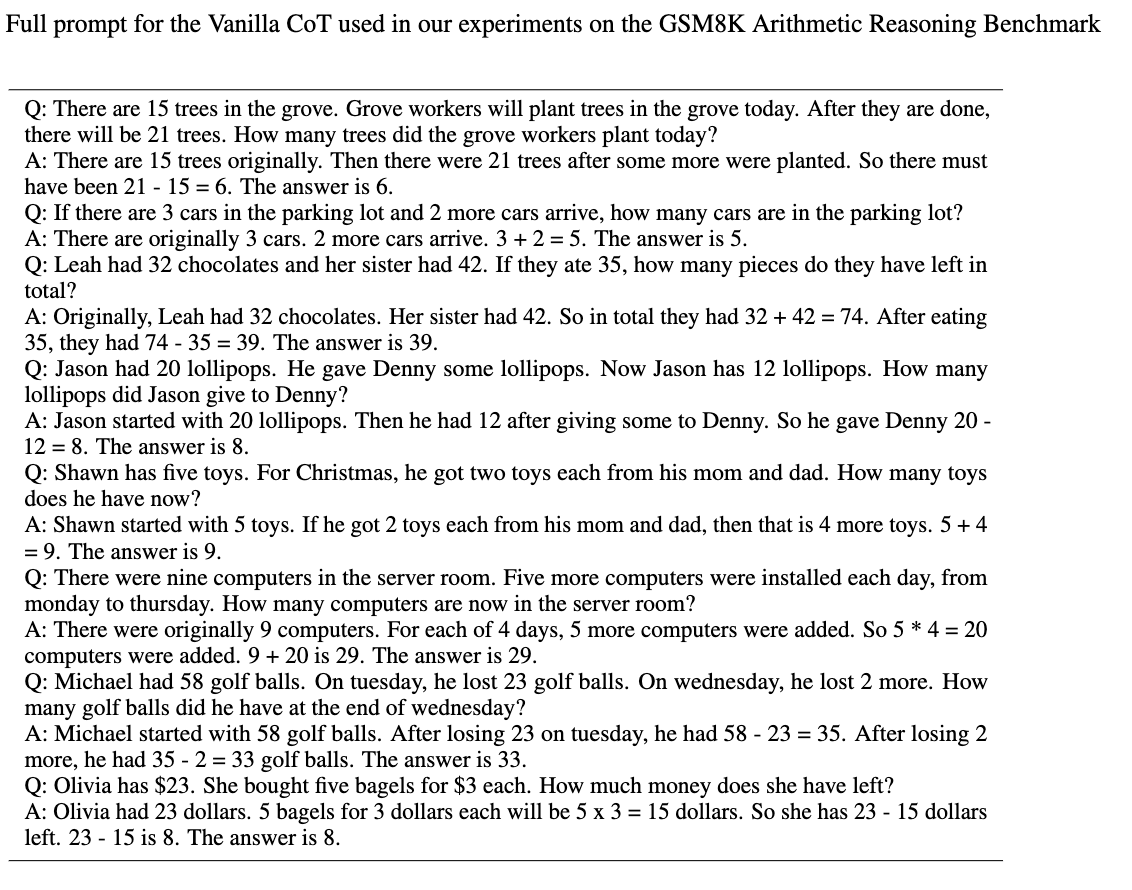 Full prompt for the Vanilla CoT used in our experiments on the GSM8K Arithmetic Reasoning Benchmark
Q: There are 15 trees in the grove. Grove workers will plant trees in the grove today. After they are done,
there will be 21 trees. How many trees did the grove workers plant today?
A: There are 15 trees originally. Then there were 21 trees after some more were planted. So there must
have been 21 - 15 = 6. The answer is 6.
Q: If there are 3 cars in the parking lot and 2 more cars arrive, how many cars are in the parking lot?
A: There are originally 3 cars. 2 more cars arrive. 3 + 2 = 5. The answer is 5.
Q: Leah had 32 chocolates and her sister had 42. If they ate 35, how many pieces do they have left in
total?
A: Originally, Leah had 32 chocolates. Her sister had 42. So in total they had 32 + 42 = 74. After eating
35, they had 74 - 35 = 39. The answer is 39.
Q: Jason had 20 lollipops. He gave Denny some lollipops. Now Jason has 12 lollipops. How many
lollipops did Jason give to Denny?
A: Jason started with 20 lollipops. Then he had 12 after giving some to Denny. So he gave Denny 20 -
12 = 8. The answer is 8.
Q: Shawn has five toys. For Christmas, he got two toys each from his mom and dad. How many toys
does he have now?
A: Shawn started with 5 toys. If he got 2 toys each from his mom and dad, then that is 4 more toys. 5 + 4
= 9. The answer is 9.
Q: There were nine computers in the server room. Five more computers were installed each day, from
monday to thursday. How many computers are now in the server room?
A: There were originally 9 computers. For each of 4 days, 5 more computers were added. So 5 * 4 = 20
computers were added. 9 + 20 is 29. The answer is 29.
Q: Michael had 58 golf balls. On tuesday, he lost 23 golf balls. On wednesday, he lost 2 more. How
many golf balls did he have at the end of wednesday?
A: Michael started with 58 golf balls. After losing 23 on tuesday, he had 58 - 23 = 35. After losing 2
more, he had 35 - 2 = 33 golf balls. The answer is 33.
Q: Olivia has $23. She bought five bagels for $3 each. How much money does she have left?
A: Olivia had 23 dollars. 5 bagels for 3 dollars each will be 5 x 3 = 15 dollars. So she has 23 - 15 dollars
left. 23 - 15 is 8. The answer is 8.